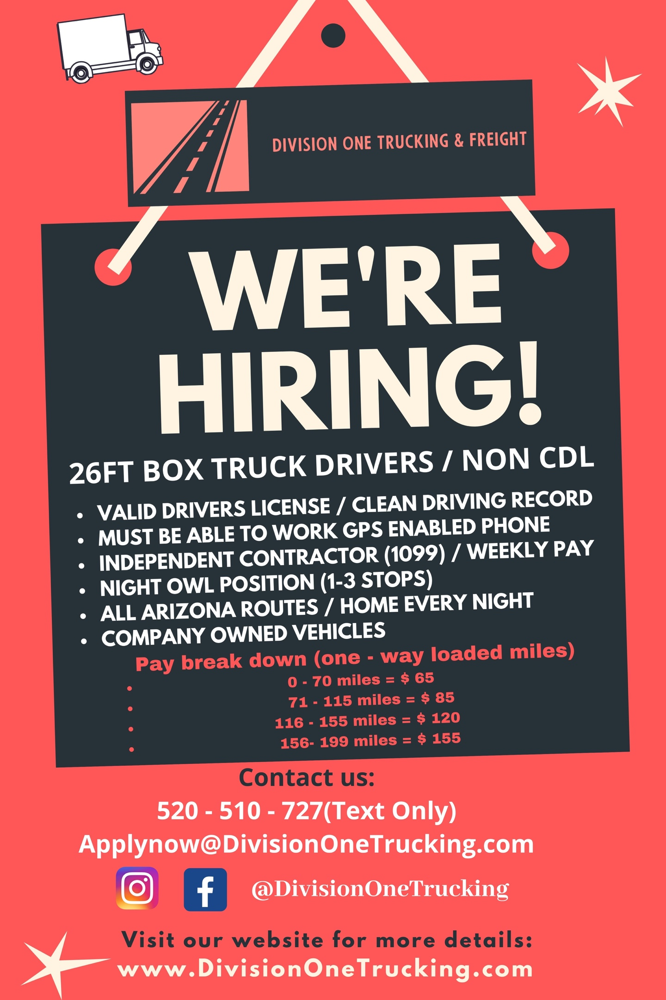 DIVISION ONE TRUCKING & FREIGHT
WE'RE
HIRING!
26FT BOX TRUCK DRIVERS / NON CDL
• VALID DRIVERS LICENSE / CLEAN DRIVING RECORD
• MUST BE ABLE TO WORK GPS ENABLED PHONE
• INDEPENDENT CONTRACTOR (1099) / WEEKLY PAY
• NIGHT OWL POSITION (1-3 STOPS)
• ALL ARIZONA ROUTES / HOME EVERY NIGHT
• COMPANY OWNED VEHICLES
Pay break down (one - way loaded miles)
• 0 - 70 miles = $ 65
• 71 - 115 miles = $ 85
• 116 - 155 miles = $ 120
• 156- 199 miles = $ 155
Contact us:
520 - 510 - 727(Text Only)
Applynow@DivisionOneTrucking.com
@DivisionOneTrucking
Visit our website for more details:
www.DivisionOneTrucking.com